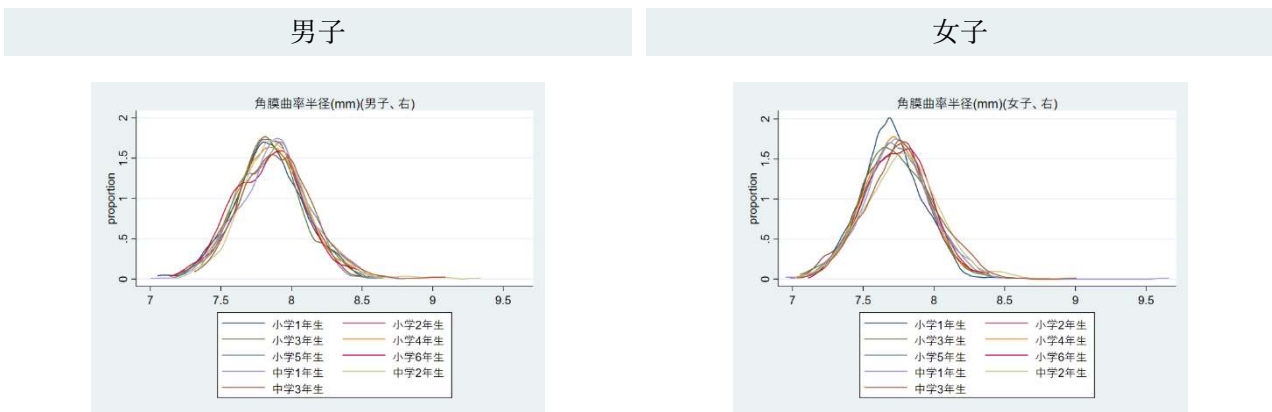 男子
女子
角膜曲率半径(mm)(男子、右)
proportion
2
1.5
1
.5
0
7
7.5
8
8.5
9
9.5
小学1年生
小学2年生
小学3年生
小学4年生
小学5年生
小学6年生
中学1年生
中学2年生
中学3年生
角膜曲率半径(mm)(女子、右)
proportion
2
1.5
1
.5
0
7
7.5
8
8.5
9
9.5
小学1年生
小学2年生
小学3年生
小学4年生
小学5年生
小学6年生
中学1年生
中学2年生
中学3年生